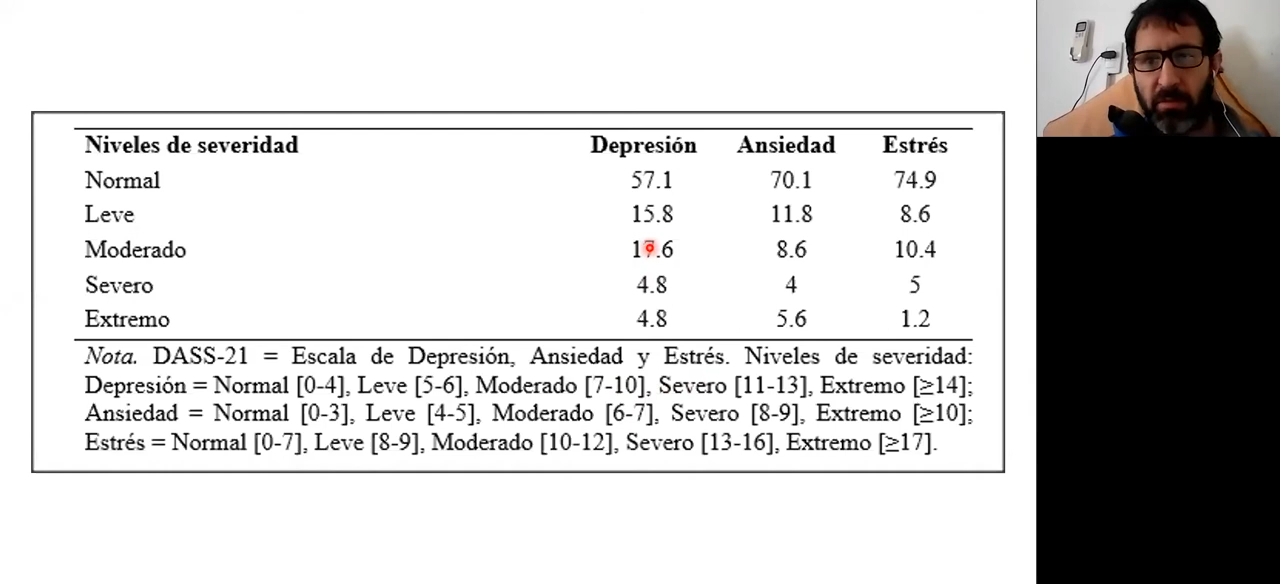 Niveles de severidad Depresión Ansiedad Estrés
Normal 57.1 70.1 74.9
Leve 15.8 11.8 8.6
Moderado 8.6 10.4
Severo 4.8 4 5
Extremo 4.8 5.6 1.2
Nota. DASS-21 = Escala de Depresión, Ansiedad y Estrés. Niveles de severidad:
Depresión = Normal [0-4], Leve [5-6], Moderado [7-10], Severo [11-13], Extremo [≥14];
Ansiedad = Normal [0-3], Leve [4-5], Moderado [6-7], Severo [8-9], Extremo [≥10];
Estrés = Normal [0-7], Leve [8-9], Moderado [10-12], Severo [13-16], Extremo [≥17].